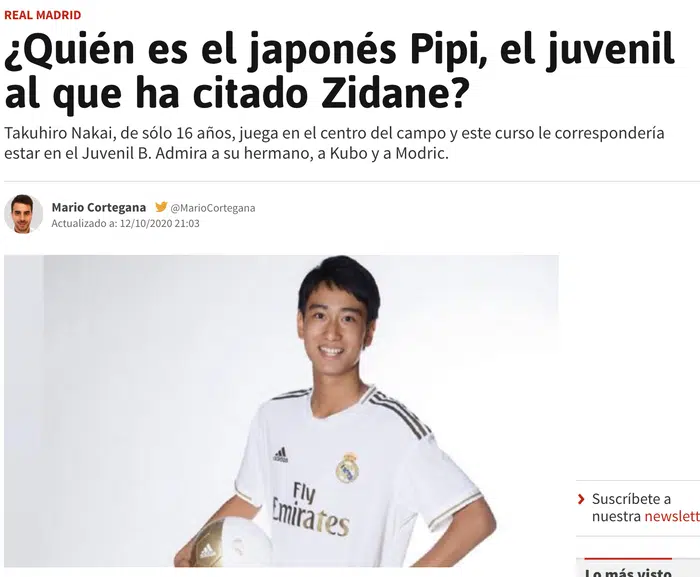 REAL MADRID
¿Quién es el japonés Pipi, el juvenil
al que ha citado Zidane?
Takuhiro Nakai, de sólo 16 años, juega en el centro del campo y este curso le correspondería
estar en el Juvenil B. Admira a su hermano, a Kubo y a Modric.
Mario Cortegana @MarioCortegana
Actualizado a: 12/10/2020 21:03
adidas
Fly
Emirates
adidas
Suscríbete a
nuestra newslett
Lo más visto